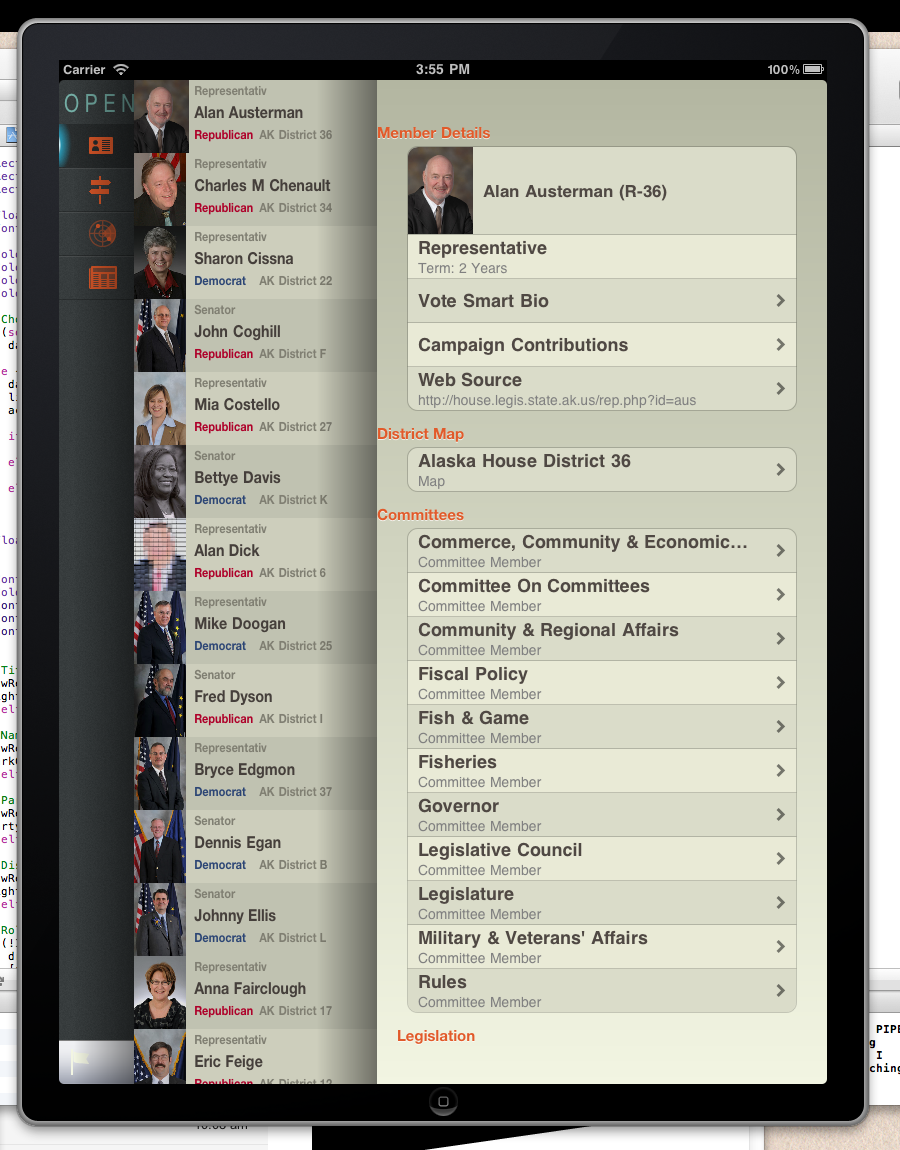 Carrier
3:55 PM
100%
OPEN
Representativ
Alan Austerman
Republican AK District 36
Representativ
Charles M Chenault
Republican AK District 34
Representativ
Sharon Cissna
Democrat AK District 22
Senator
John Coghill
Republican AK District F
Representativ
Mia Costello
Republican AK District 27
Senator
Bettye Davis
Democrat AK District K
Representativ
Alan Dick
Republican AK District 6
Representativ
Mike Doogan
Democrat AK District 25
Senator
Fred Dyson
Republican AK District I
Representativ
Bryce Edgmon
Democrat AK District 37
Senator
Dennis Egan
Democrat AK District B
Senator
Johnny Ellis
Democrat AK District L
Representativ
Anna Fairclough
Republican AK District 17
Representativ
Eric Feige
Republican AK District 12
Member Details
Alan Austerman (R-36)
Representative
Term: 2 Years
Vote Smart Bio
Campaign Contributions
Web Source
http://house.legis.state.ak.us/rep.php?id=aus
District Map
Alaska House District 36
Map
Committees
Commerce, Community & Economic...
Committee Member
Committee On Committees
Committee Member
Community & Regional Affairs
Committee Member
Fiscal Policy
Committee Member
Fish & Game
Committee Member
Fisheries
Committee Member
Governor
Committee Member
Legislative Council
Committee Member
Legislature
Committee Member
Military & Veterans' Affairs
Committee Member
Rules
Committee Member
Legislation
PIPE
g
I
ching